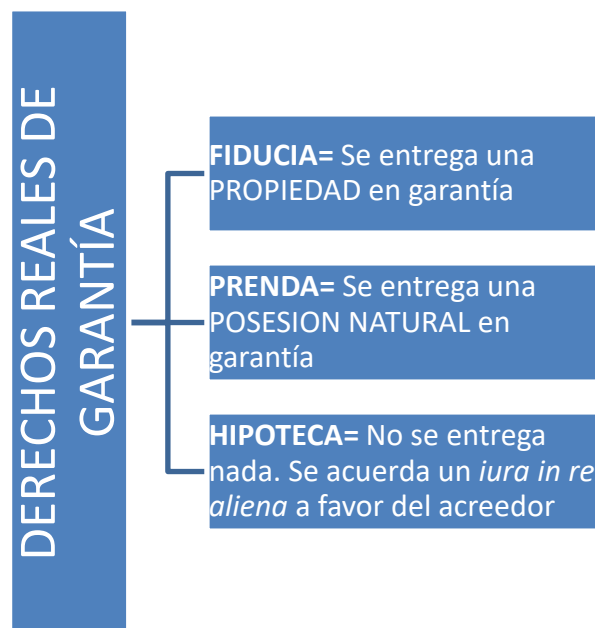 DERECHOS REALES DE
GARANTÍA
FIDUCIA= Se entrega una
PROPIEDAD en garantía
PRENDA= Se entrega una
POSESION NATURAL en
garantía
HIPOTECA= No se entrega
nada. Se acuerda un iura in re
aliena a favor del acreedor